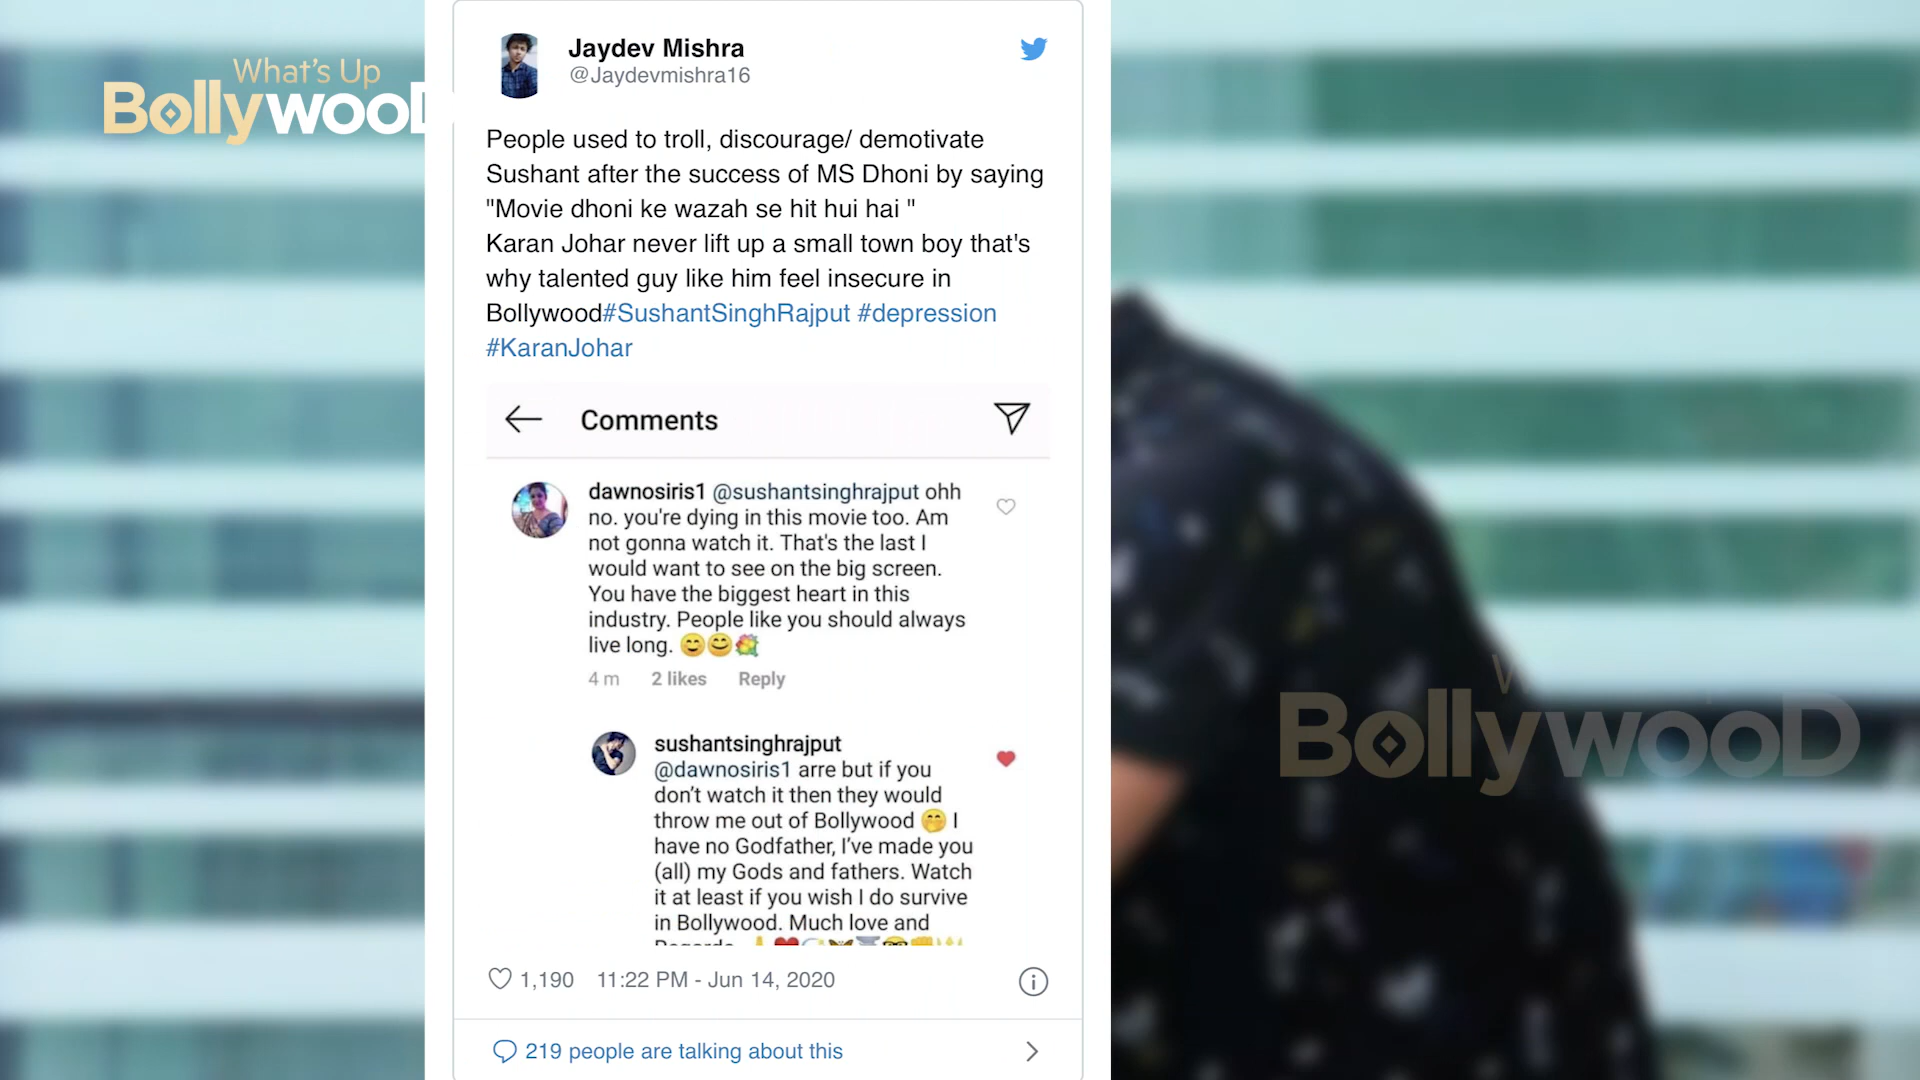 What's Up
BollywooD
Jaydev Mishra
@Jaydevmishra16
People used to troll, discourage/ demotivate
Sushant after the success of MS Dhoni by saying
"Movie dhoni ke wazah se hit hui hai "
Karan Johar never lift up a small town boy that's
why talented guy like him feel insecure in
Bollywood#SushantSinghRajput #depression
#KaranJohar
Comments
dawnosiris1 @sushantsinghrajput ohh
no. you're dying in this movie too. Am
not gonna watch it. That's the last I
would want to see on the big screen.
You have the biggest heart in this
industry. People like you should always
live long. 😊😊💐
4 m 2 likes Reply
sushantsinghrajput
@dawnosiris1 arre but if you
don't watch it then they would
throw me out of Bollywood 🤭 I
have no Godfather, I've made you
(all) my Gods and fathers. Watch
it at least if you wish I do survive
in Bollywood. Much love and
1,190 11:22 PM - Jun 14, 2020
219 people are talking about this
BollywooD